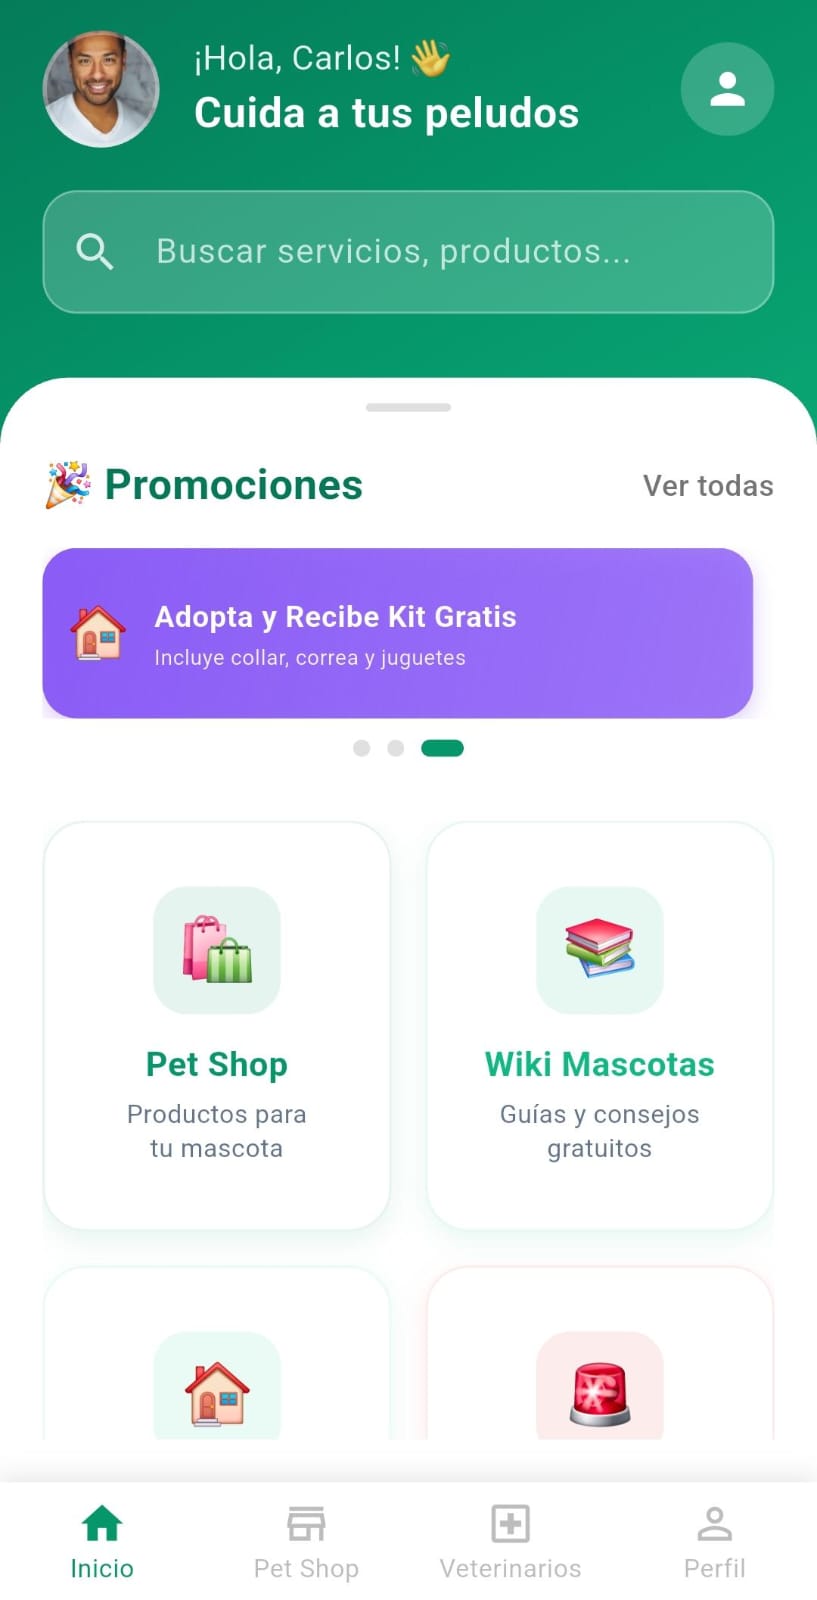 ¡Hola, Carlos! 👋
Cuida a tus peludos
Buscar servicios, productos...
🎉 Promociones
Ver todas
Adopta y Recibe Kit Gratis
Incluye collar, correa y juguetes
Pet Shop
Productos para
tu mascota
Wiki Mascotas
Guías y consejos
gratuitos
Inicio
Pet Shop
Veterinarios
Perfil